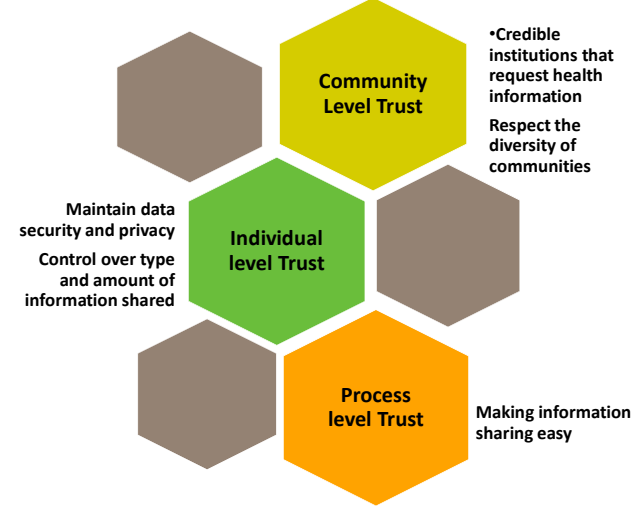 Community
Level Trust
•Credible
institutions that
request health
information
Respect the
diversity of
communities
Maintain data
security and privacy
Control over type
and amount of
information shared
Individual
level Trust
Process
level Trust
Making information
sharing easy